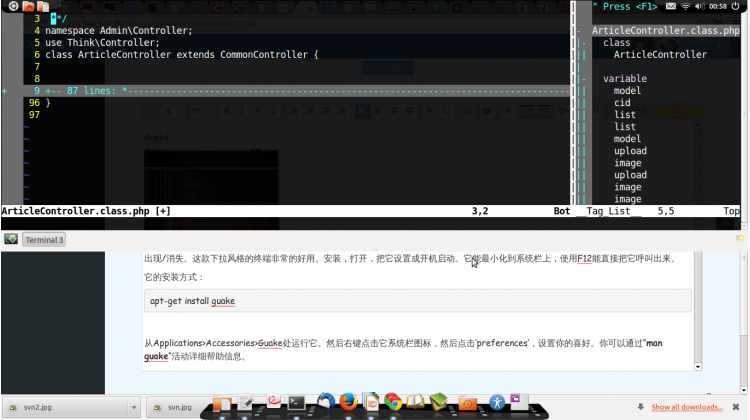 " Press <F1>
00:58
3 */
4 namespace Admin\Controller;
5 use Think\Controller;
6 class ArticleController extends CommonController {
7
8
+ 9 +-- 87 lines: *
96 }
97
~
~
~
~
~
~
~
~
ArticleController.class.php [+] 3,2 Bot
ArticleController.class.php
class
ArticleController
variable
model
cid
list
list
model
upload
image
upload
image
image
__Tag_List__ 5,5 Top
Guake
Terminal 3
出现/消失。这款下拉风格的终端非常的好用。安装，打开，把它设置成开机启动。它能最小化到系统栏上，使用F12能直接把它呼叫出来。
它的安装方式：
apt-get install guake
从Applications>Accessories>Guake处运行它。然后右键点击它系统栏图标，然后点击'preferences'，设置你的喜好。你可以通过"man
guake"活动详细帮助信息。
svn2.jpg
svn.jpg
Show all downloads...